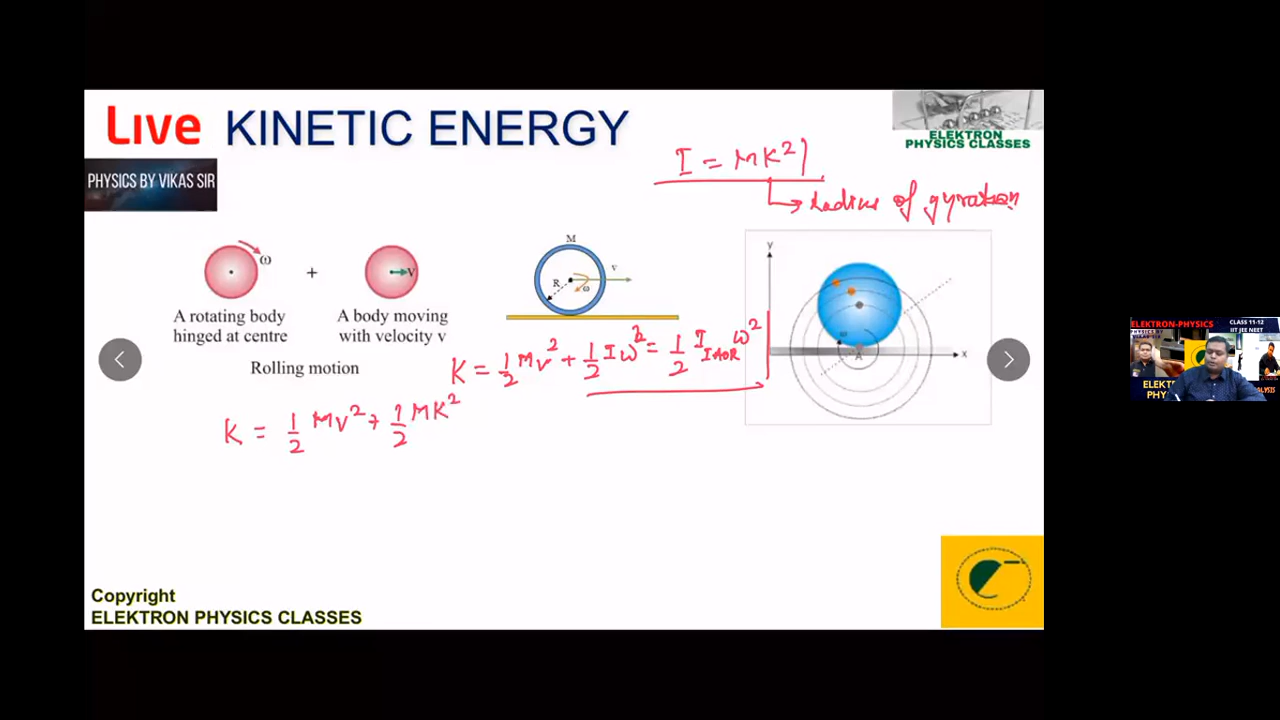 Live KINETIC ENERGY
ELEKTRON
PHYSICS CLASSES
PHYSICS BY VIKAS SIR
I = MK²
Radius of gyration
ω
+
V
A rotating body
hinged at centre
A body moving
with velocity v
Rolling motion
M
R
v
ω
y
x
A
K = 1/2 Mv² + 1/2 Iω² = 1/2 I IAOR ω²
K = 1/2 Mv² + 1/2 MK²
Copyright
ELEKTRON PHYSICS CLASSES
ELEKTRON-PHYSICS
CLASS 11-12
IIT JEE NEET